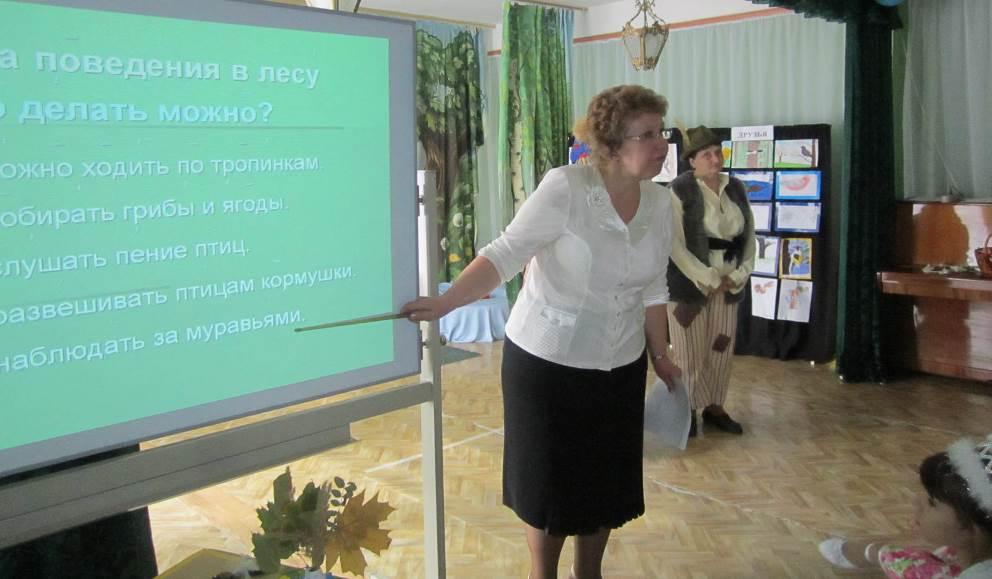 а поведения в лесу
о делать можно?
ожно ходить по тропинкам.
обирать грибы и ягоды.
слушать пение птиц.
развешивать птицам кормушки.
наблюдать за муравьями.
ДРУЗЬЯ